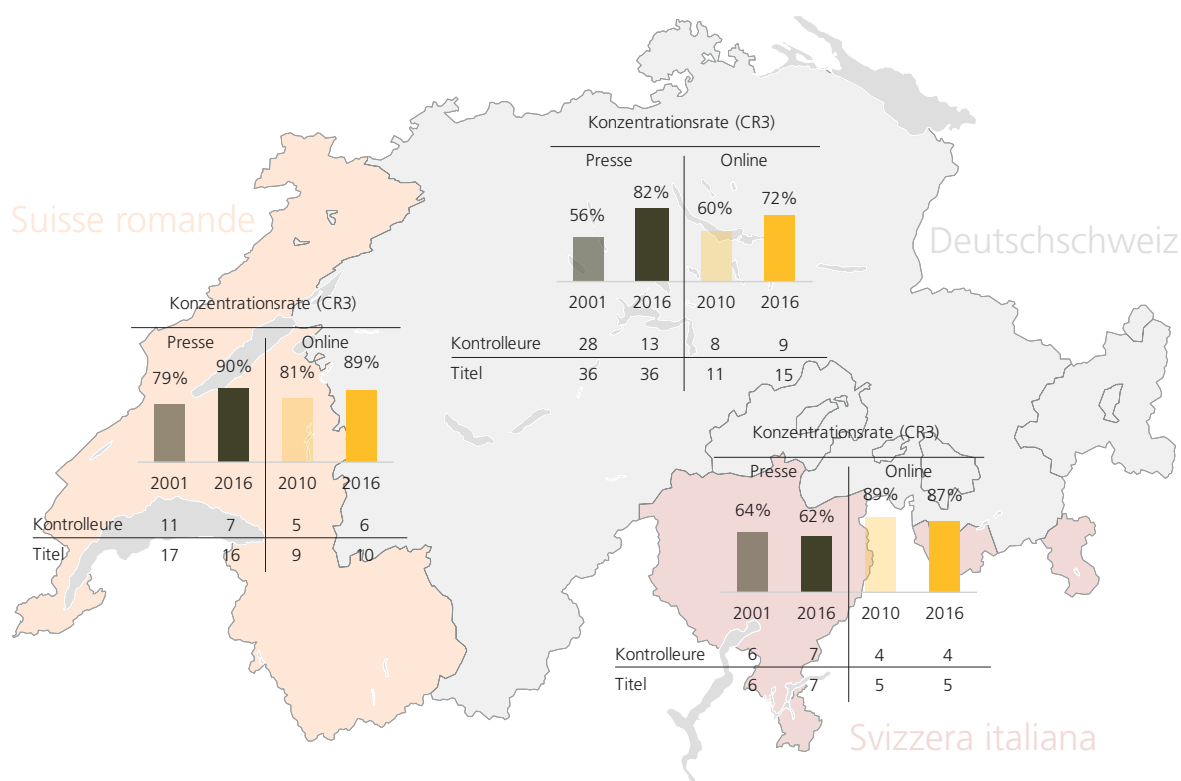 Konzentrationsrate (CR3)
Presse Online
56% 82% 60% 72%
2001 2016 2010 2016
Kontrolleure 28 13 8 9
Titel 36 36 11 15
Suisse romande
Deutschschweiz
Konzentrationsrate (CR3)
Presse Online
79% 90% 81% 89%
2001 2016 2010 2016
Kontrolleure 11 7 5 6
Titel 17 16 9 10
Konzentrationsrate (CR3)
Presse Online
64% 62% 89% 87%
2001 2016 2010 2016
Kontrolleure 6 7 4 4
Titel 6 7 5 5
Svizzera italiana